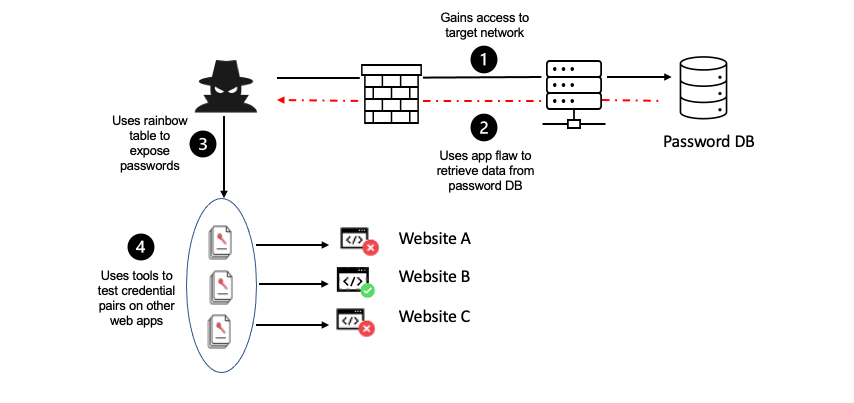 Gains access to
target network
1
2
Uses app flaw to
retrieve data from
password DB
Password DB
Uses rainbow
table to
expose
passwords
3
4
Uses tools to
test credential
pairs on other
web apps
</> Website A
</> Website B
</> Website C